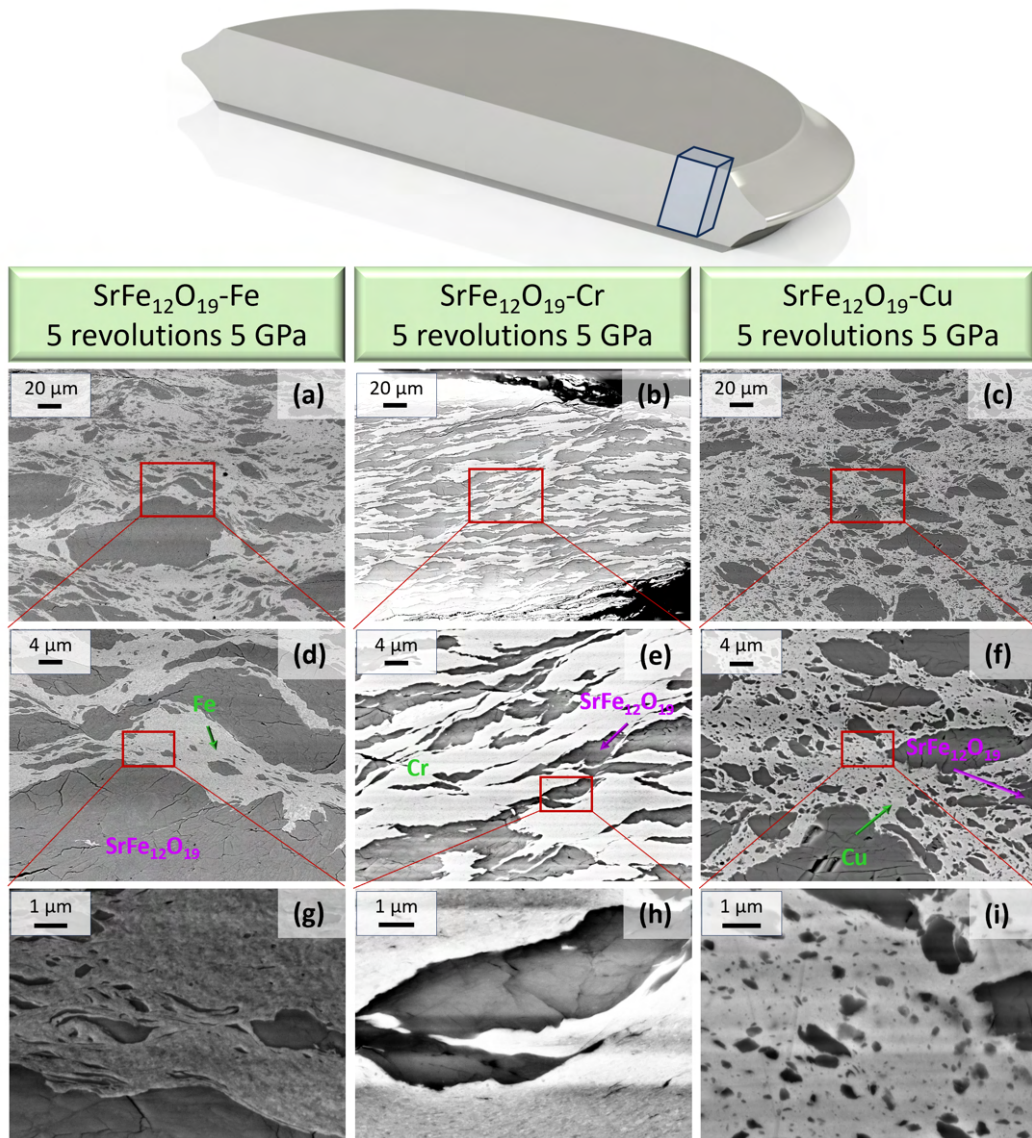 SrFe₁₂O₁₉-Fe
5 revolutions 5 GPa
SrFe₁₂O₁₉-Cr
5 revolutions 5 GPa
SrFe₁₂O₁₉-Cu
5 revolutions 5 GPa
20 µm
(a)
20 µm
(b)
20 µm
(c)
4 µm
(d)
Fe
SrFe₁₂O₁₉
4 µm
(e)
SrFe₁₂O₁₉
Cr
4 µm
(f)
SrFe₁₂O₁₉
Cu
1 µm
(g)
1 µm
(h)
1 µm
(i)